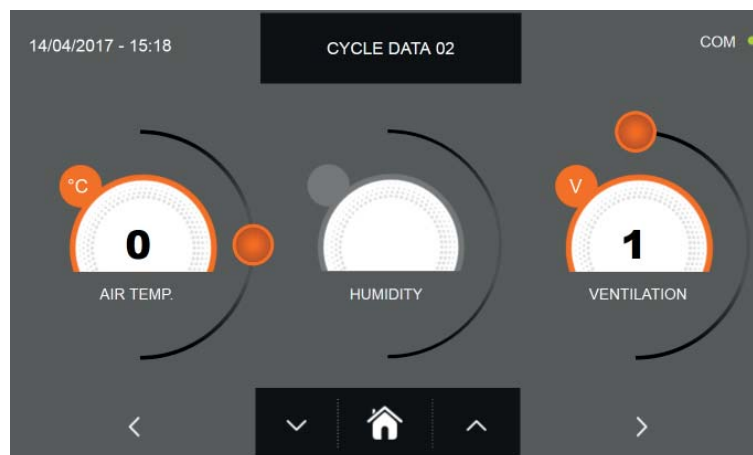 14/04/2017 - 15:18
CYCLE DATA 02
COM
°C
V
0
1
AIR TEMP.
HUMIDITY
VENTILATION